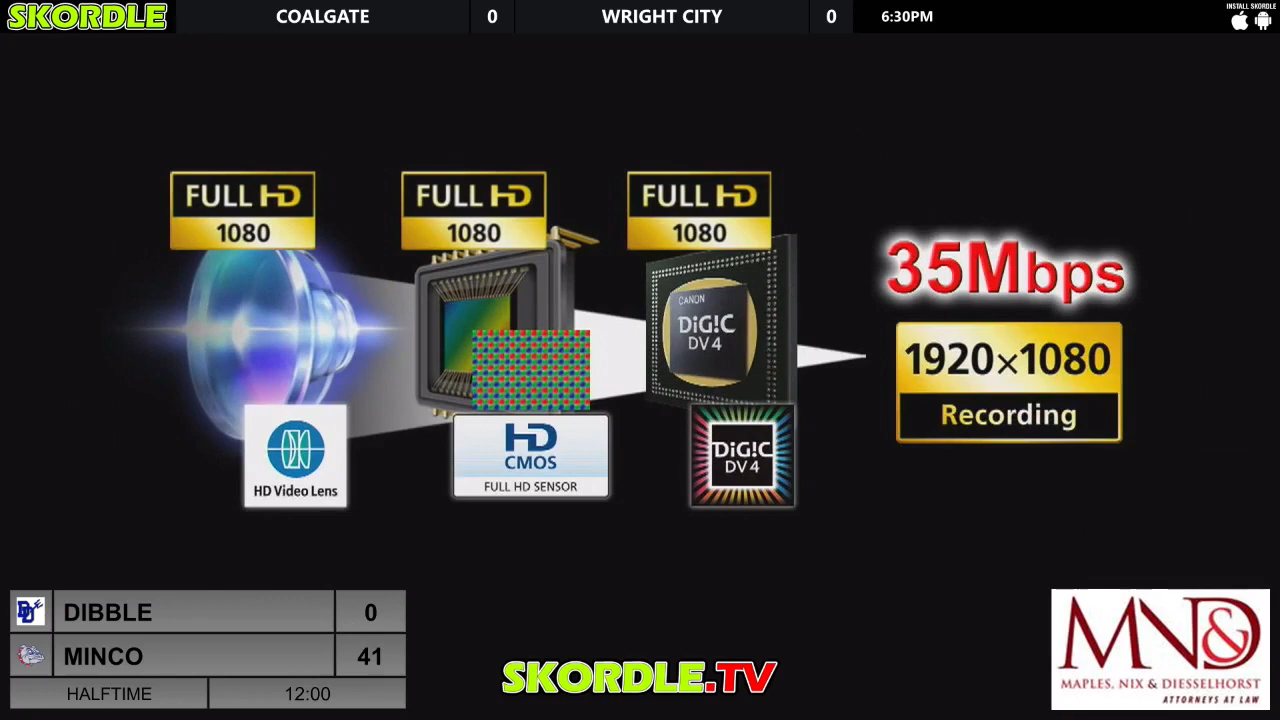 SKORDLE
COALGATE 0 WRIGHT CITY 0 6:30PM
INSTALL SKORDLE
FULL HD
1080
FULL HD
1080
FULL HD
1080
35Mbps
1920×1080
Recording
CANON
DiG!C
DV 4
HD Video Lens
HD
CMOS
FULL HD SENSOR
DiG!C
DV 4
DIBBLE 0
MINCO 41
HALFTIME 12:00
SKORDLE.TV
MN&D
MAPLES, NIX & DIESSELHORST
ATTORNEYS AT LAW